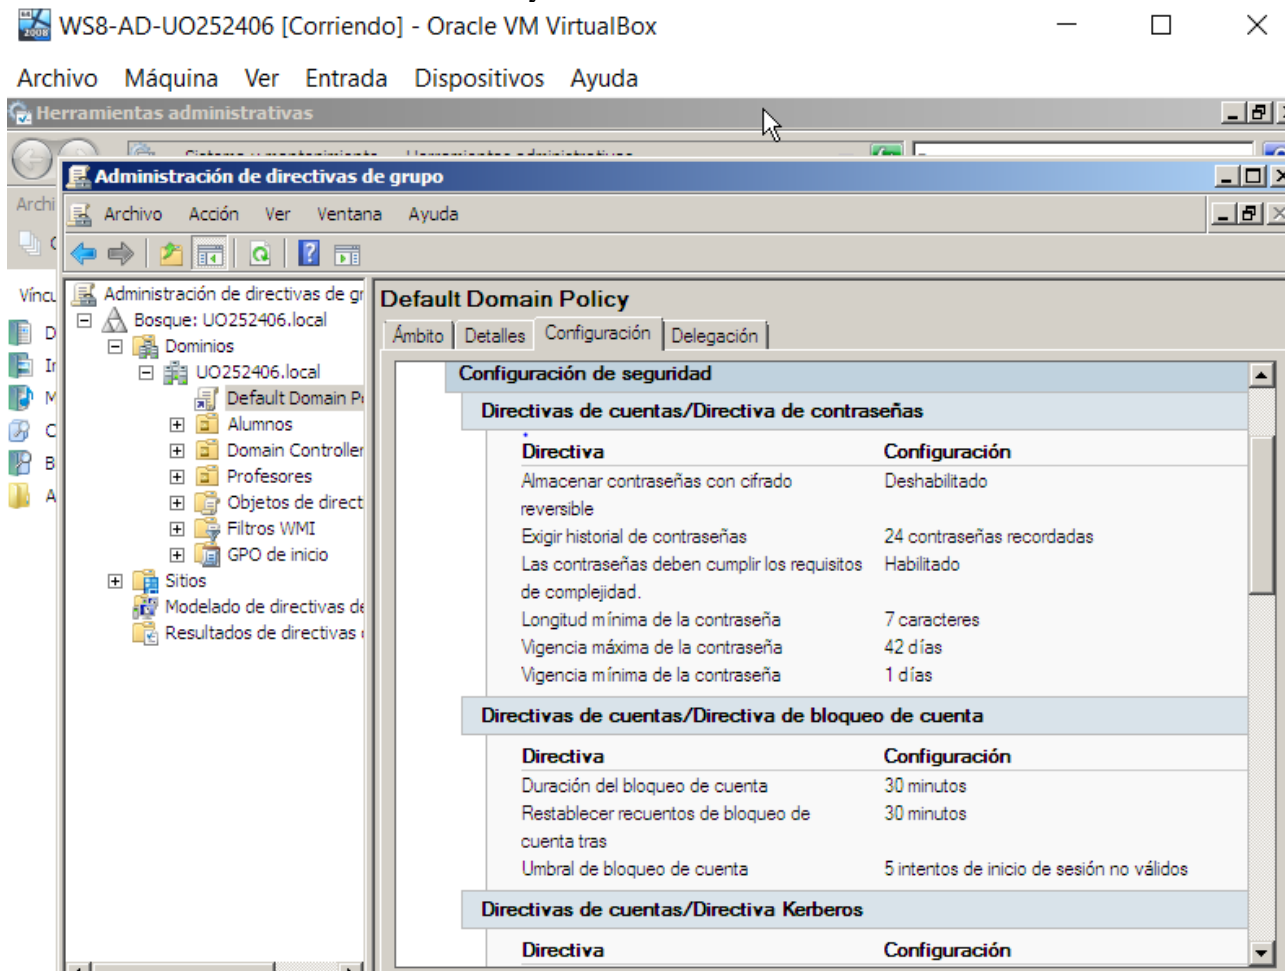 WS8-AD-UO252406 [Corriendo] - Oracle VM VirtualBox
Archivo Máquina Ver Entrada Dispositivos Ayuda
Herramientas administrativas
Administración de directivas de grupo
Archi
Archivo Acción Ver Ventana Ayuda
Víncu
Administración de directivas de gr
Bosque: UO252406.local
Dominios
UO252406.local
Default Domain P
Alumnos
Domain Controller
Profesores
Objetos de direct
Filtros WMI
GPO de inicio
Sitios
Modelado de directivas de
Resultados de directivas
Default Domain Policy
Ámbito Detalles Configuración Delegación
Configuración de seguridad
Directivas de cuentas/Directiva de contraseñas
Directiva Configuración
Almacenar contraseñas con cifrado Deshabilitado
reversible
Exigir historial de contraseñas 24 contraseñas recordadas
Las contraseñas deben cumplir los requisitos Habilitado
de complejidad.
Longitud mínima de la contraseña 7 caracteres
Vigencia máxima de la contraseña 42 días
Vigencia mínima de la contraseña 1 días
Directivas de cuentas/Directiva de bloqueo de cuenta
Directiva Configuración
Duración del bloqueo de cuenta 30 minutos
Restablecer recuentos de bloqueo de 30 minutos
cuenta tras
Umbral de bloqueo de cuenta 5 intentos de inicio de sesión no válidos
Directivas de cuentas/Directiva Kerberos
Directiva Configuración